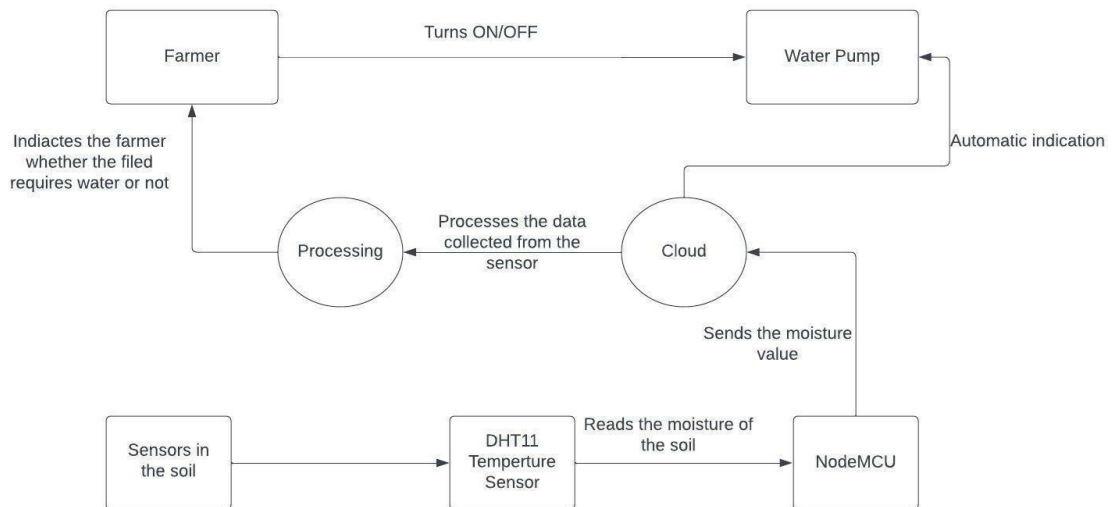 Turns ON/OFF
Farmer
Water Pump
Indiactes the farmer
whether the filed
requires water or not
Automatic indication
Processing
Processes the data
collected from the
sensor
Cloud
Sends the moisture
value
Sensors in
the soil
DHT11
Temperture
Sensor
Reads the moisture of
the soil
NodeMCU